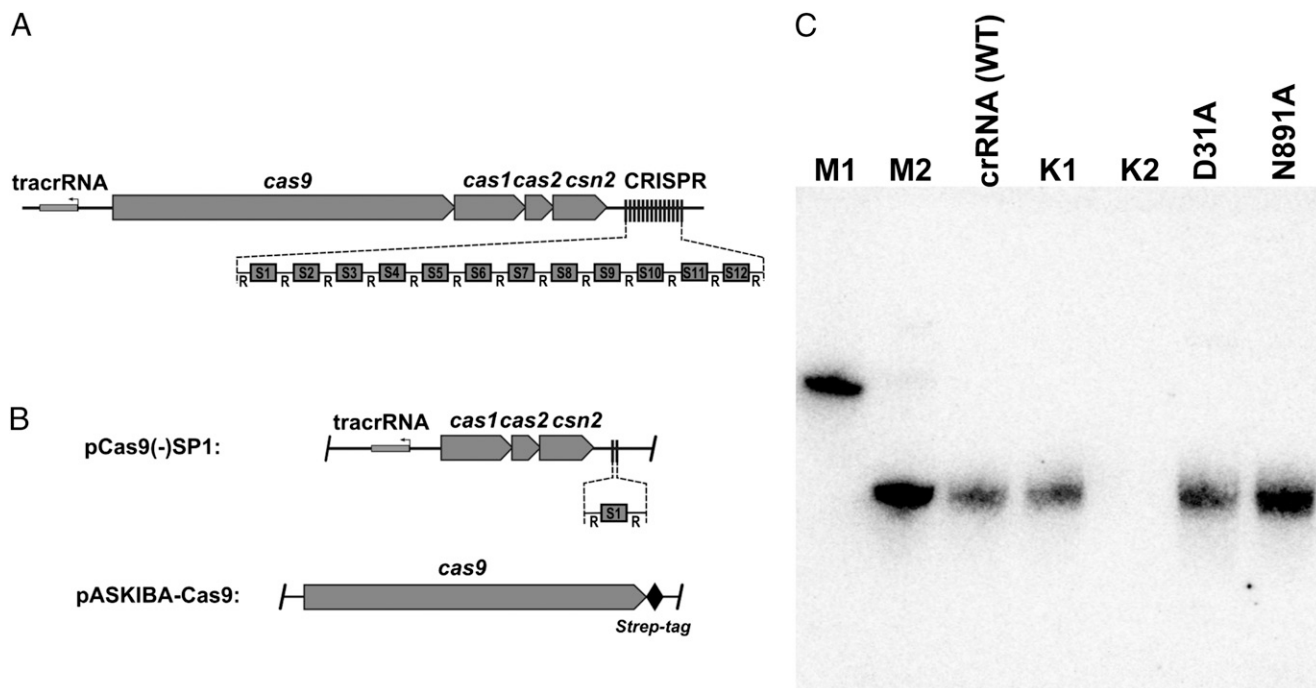 A
tracrRNA cas9 cas1 cas2 csn2 CRISPR
S1 S2 S3 S4 S5 S6 S7 S8 S9 S10 S11 S12
R R R R R R R R R R R R R
B
pCas9(-)SP1:
tracrRNA cas1 cas2 csn2
S1
R R
pASKIBA-Cas9:
cas9
Strep-tag
C
M1 M2 crRNA (WT) K1 K2 D31A N891A